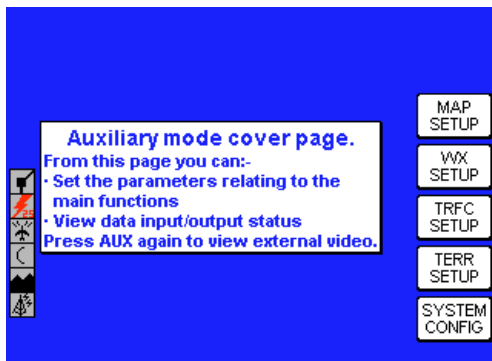 Auxiliary mode cover page.
From this page you can:-
· Set the parameters relating to the
main functions
· View data input/output status
Press AUX again to view external video.
25
MAP
SETUP
WX
SETUP
TRFC
SETUP
TERR
SETUP
SYSTEM
CONFIG